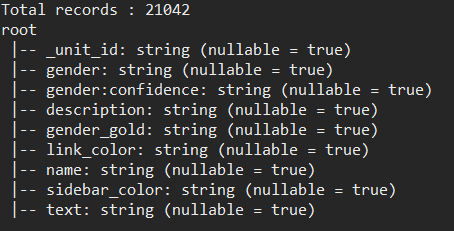 Total records : 21042
root
 |-- _unit_id: string (nullable = true)
 |-- gender: string (nullable = true)
 |-- gender:confidence: string (nullable = true)
 |-- description: string (nullable = true)
 |-- gender_gold: string (nullable = true)
 |-- link_color: string (nullable = true)
 |-- name: string (nullable = true)
 |-- sidebar_color: string (nullable = true)
 |-- text: string (nullable = true)